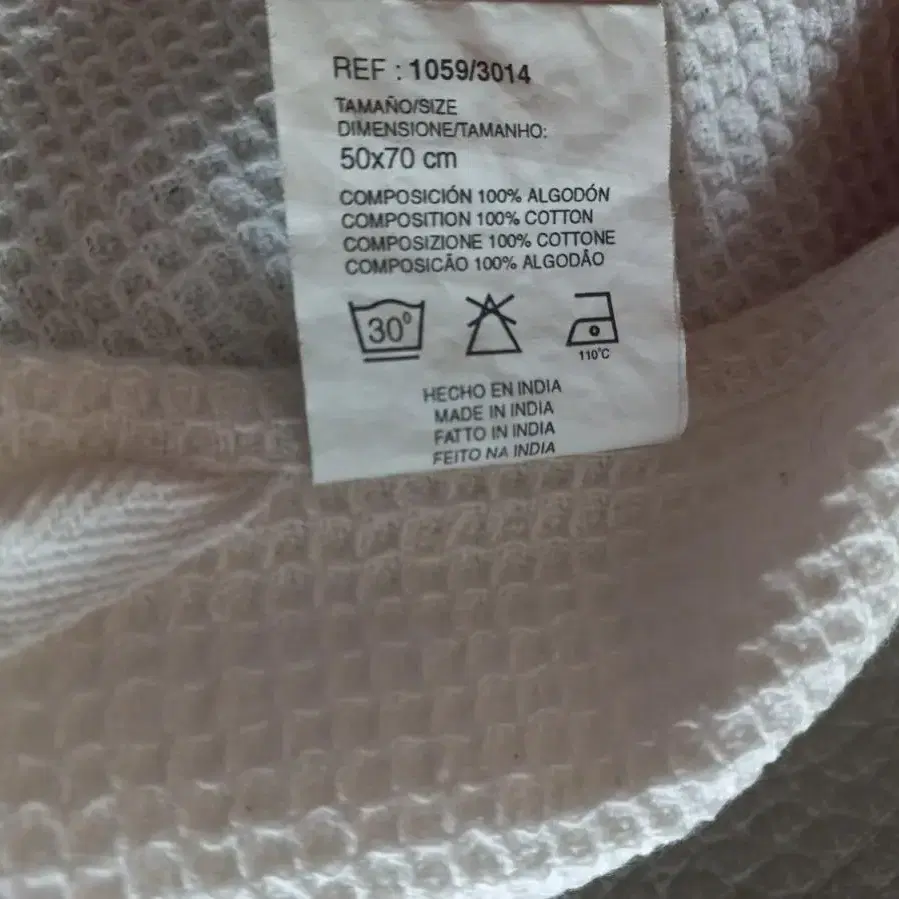 REF : 1059/3014
TAMAÑO/SIZE
DIMENSIONE/TAMANHO:
50x70 cm
COMPOSICIÓN 100% ALGODÓN
COMPOSITION 100% COTTON
COMPOSIZIONE 100% COTTONE
COMPOSICÃO 100% ALGODÃO
30°
110°C
HECHO EN INDIA
MADE IN INDIA
FATTO IN INDIA
FEITO NA INDIA